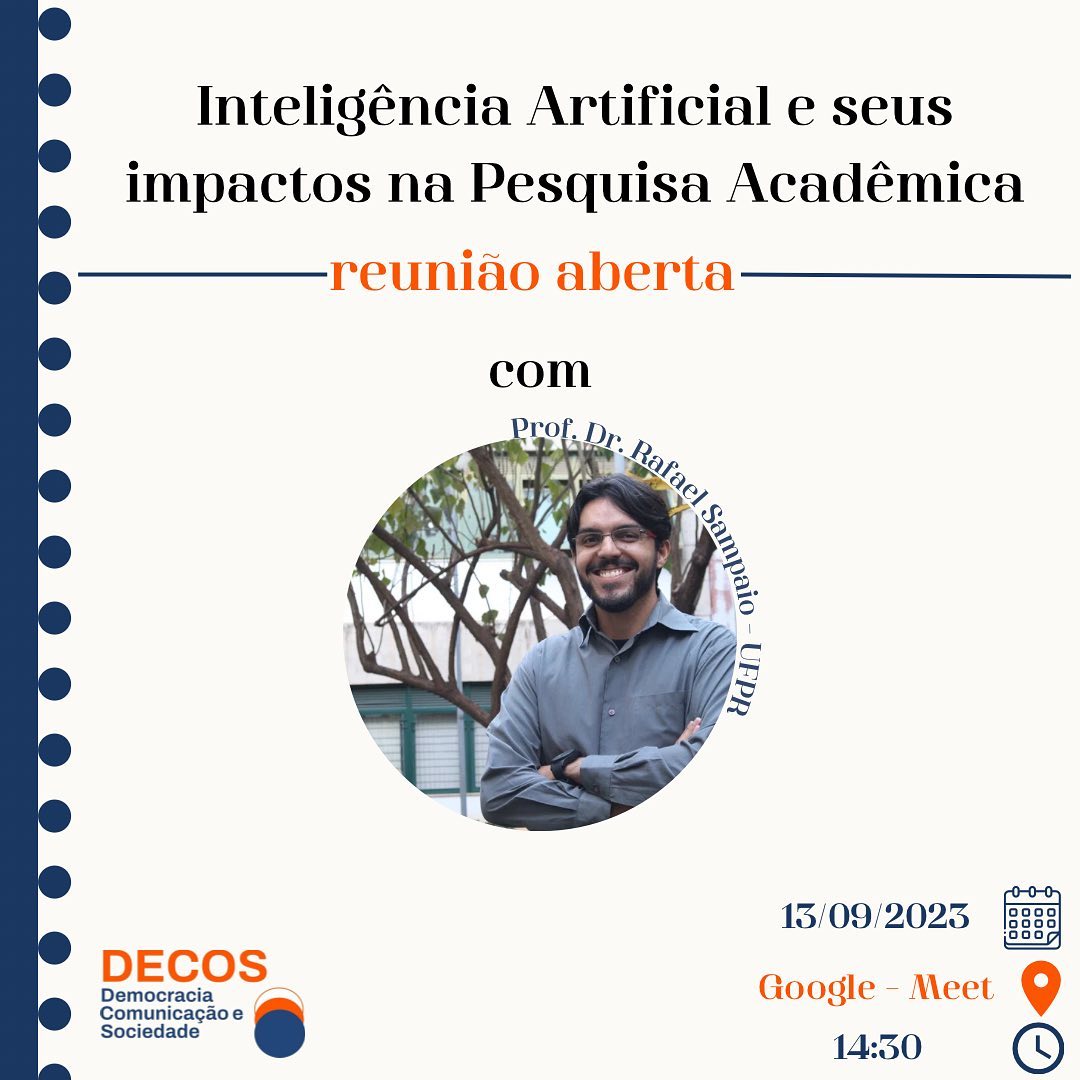 Inteligência Artificial e seus
impactos na Pesquisa Acadêmica
reunião aberta
com
Prof. Dr. Rafael Sampaio - UFPR
13/09/2023
Google - Meet
14:30
DECOS
Democracia
Comunicação e
Sociedade